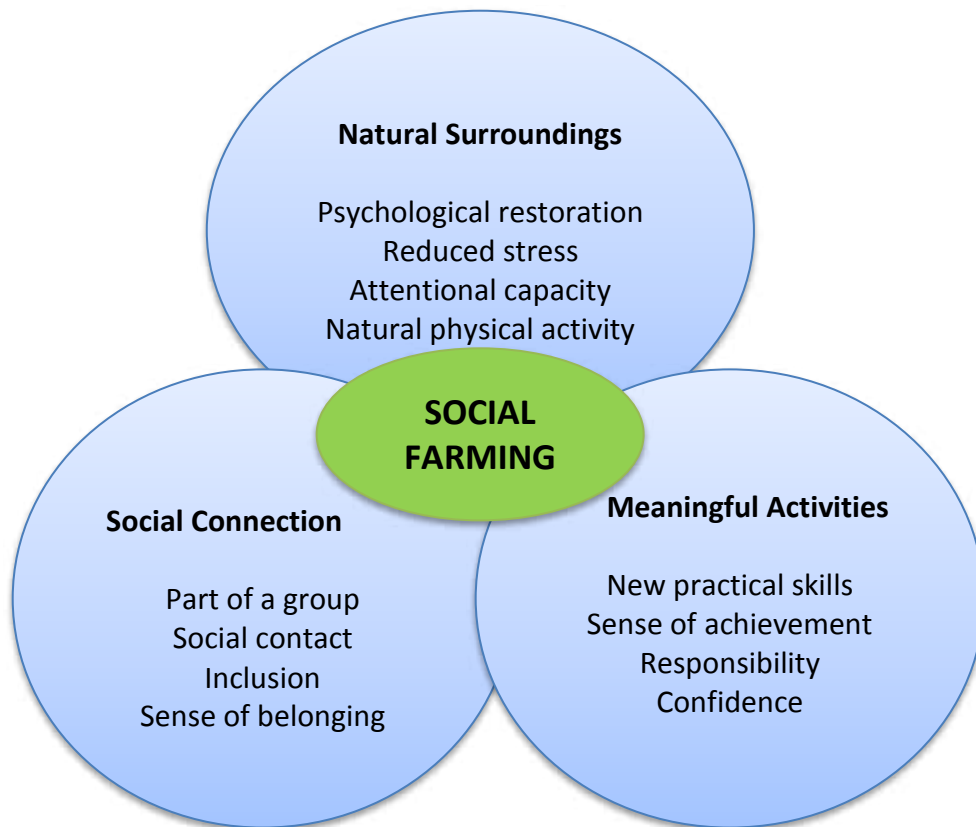 Natural Surroundings
Psychological restoration
Reduced stress
Attentional capacity
Natural physical activity
SOCIAL
FARMING
Social Connection
Part of a group
Social contact
Inclusion
Sense of belonging
Meaningful Activities
New practical skills
Sense of achievement
Responsibility
Confidence